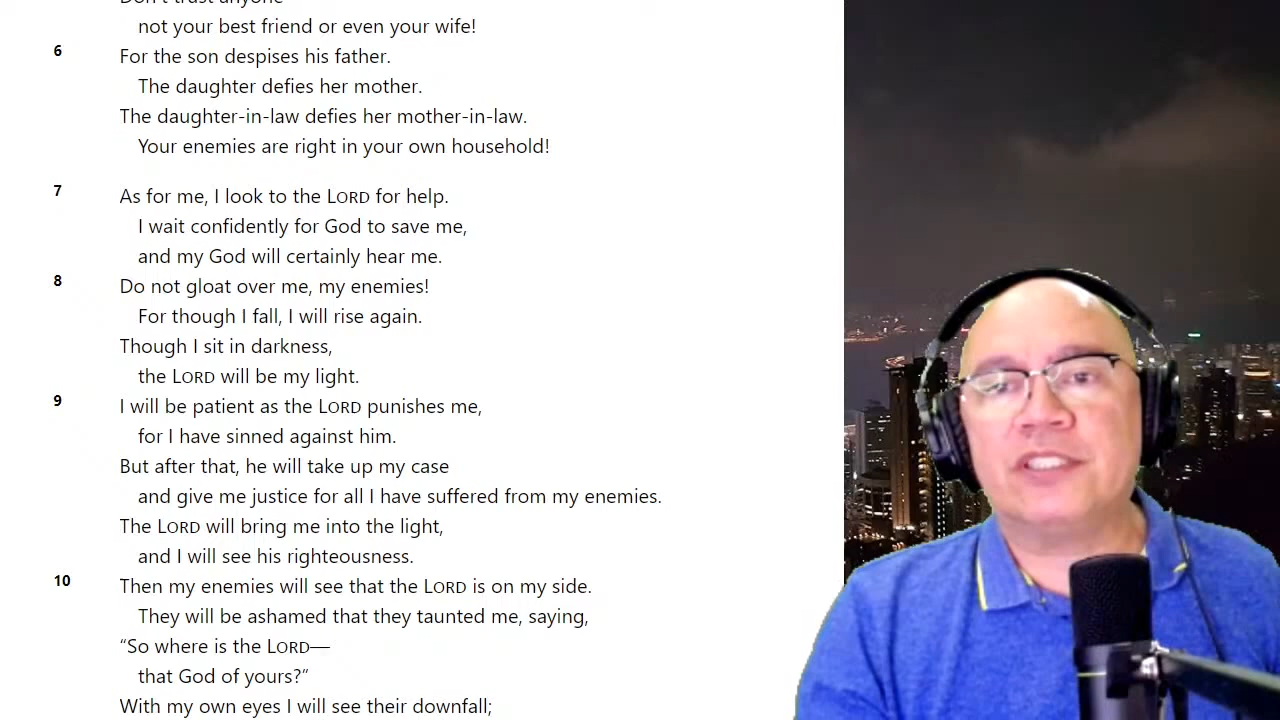 Don't trust anyone—
not your best friend or even your wife!
6 For the son despises his father.
The daughter defies her mother.
The daughter-in-law defies her mother-in-law.
Your enemies are right in your own household!
7 As for me, I look to the LORD for help.
I wait confidently for God to save me,
and my God will certainly hear me.
8 Do not gloat over me, my enemies!
For though I fall, I will rise again.
Though I sit in darkness,
the LORD will be my light.
9 I will be patient as the LORD punishes me,
for I have sinned against him.
But after that, he will take up my case
and give me justice for all I have suffered from my enemies.
The LORD will bring me into the light,
and I will see his righteousness.
10 Then my enemies will see that the LORD is on my side.
They will be ashamed that they taunted me, saying,
“So where is the LORD—
that God of yours?”
With my own eyes I will see their downfall;